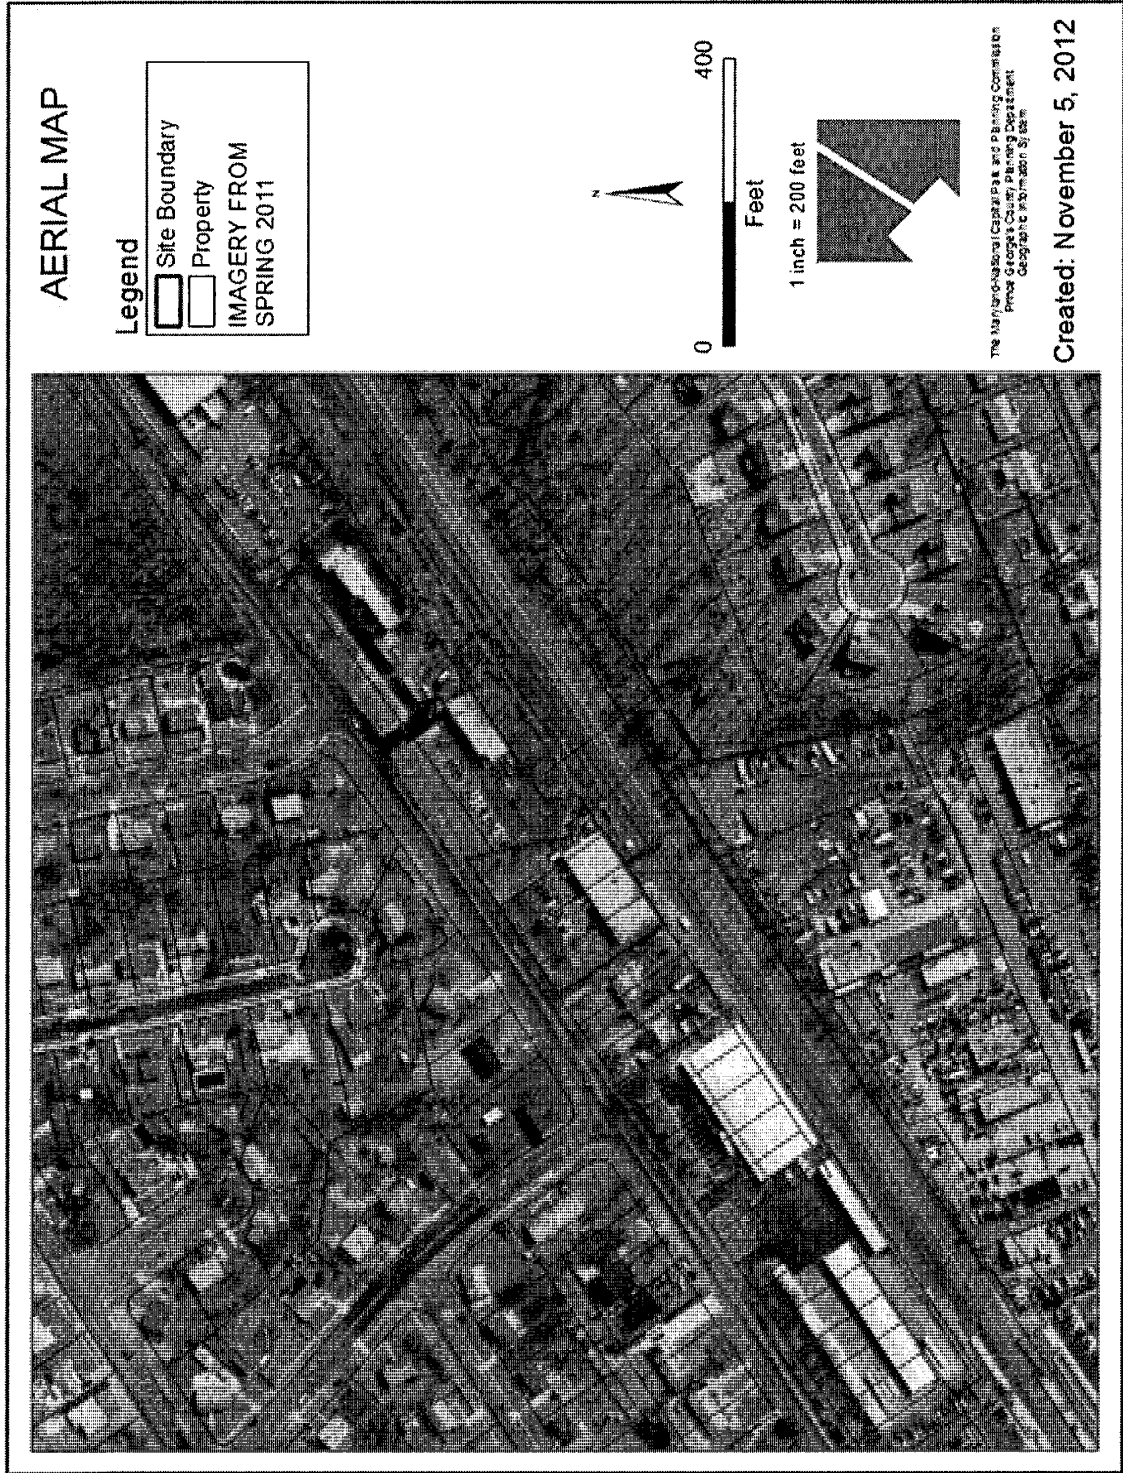 AERIAL MAP
Legend
Site Boundary
Property
IMAGERY FROM
SPRING 2011
N
0
400
Feet
1 inch = 200 feet
The Maryland-National Capital Park and Planning Commission
Prince George's County Planning Department
Geographic Information System
Created: November 5, 2012